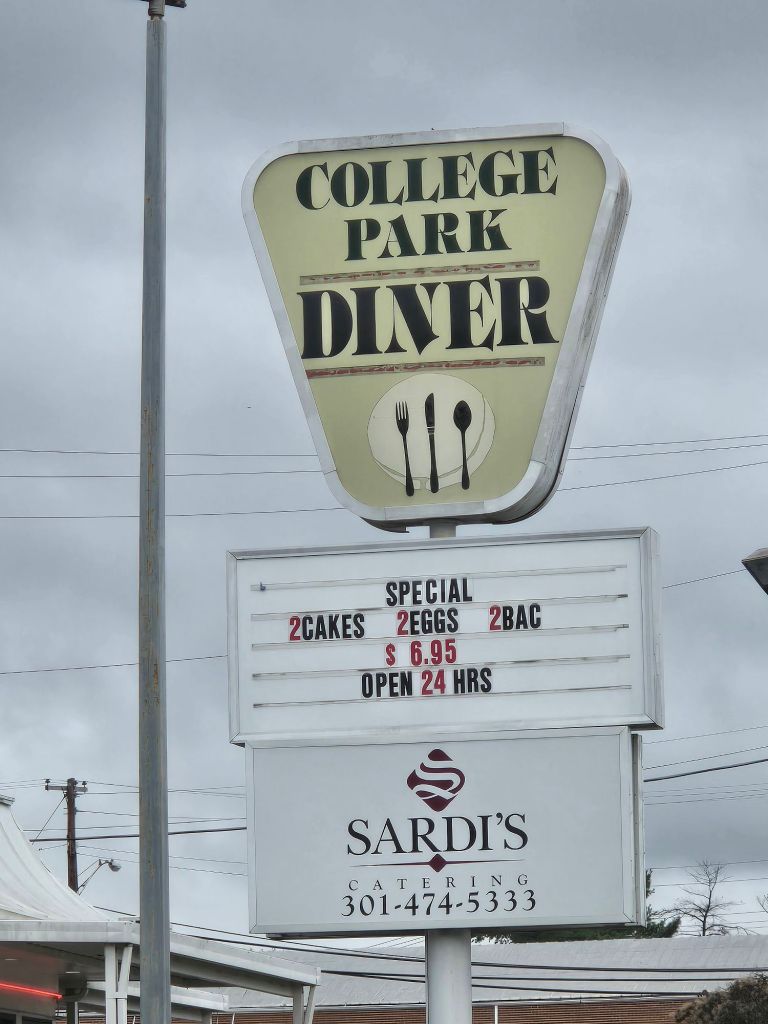 COLLEGE
PARK
DINER
SPECIAL
2CAKES 2EGGS 2BAC
$ 6.95
OPEN 24 HRS
SARDI'S
CATERING
301-474-5333